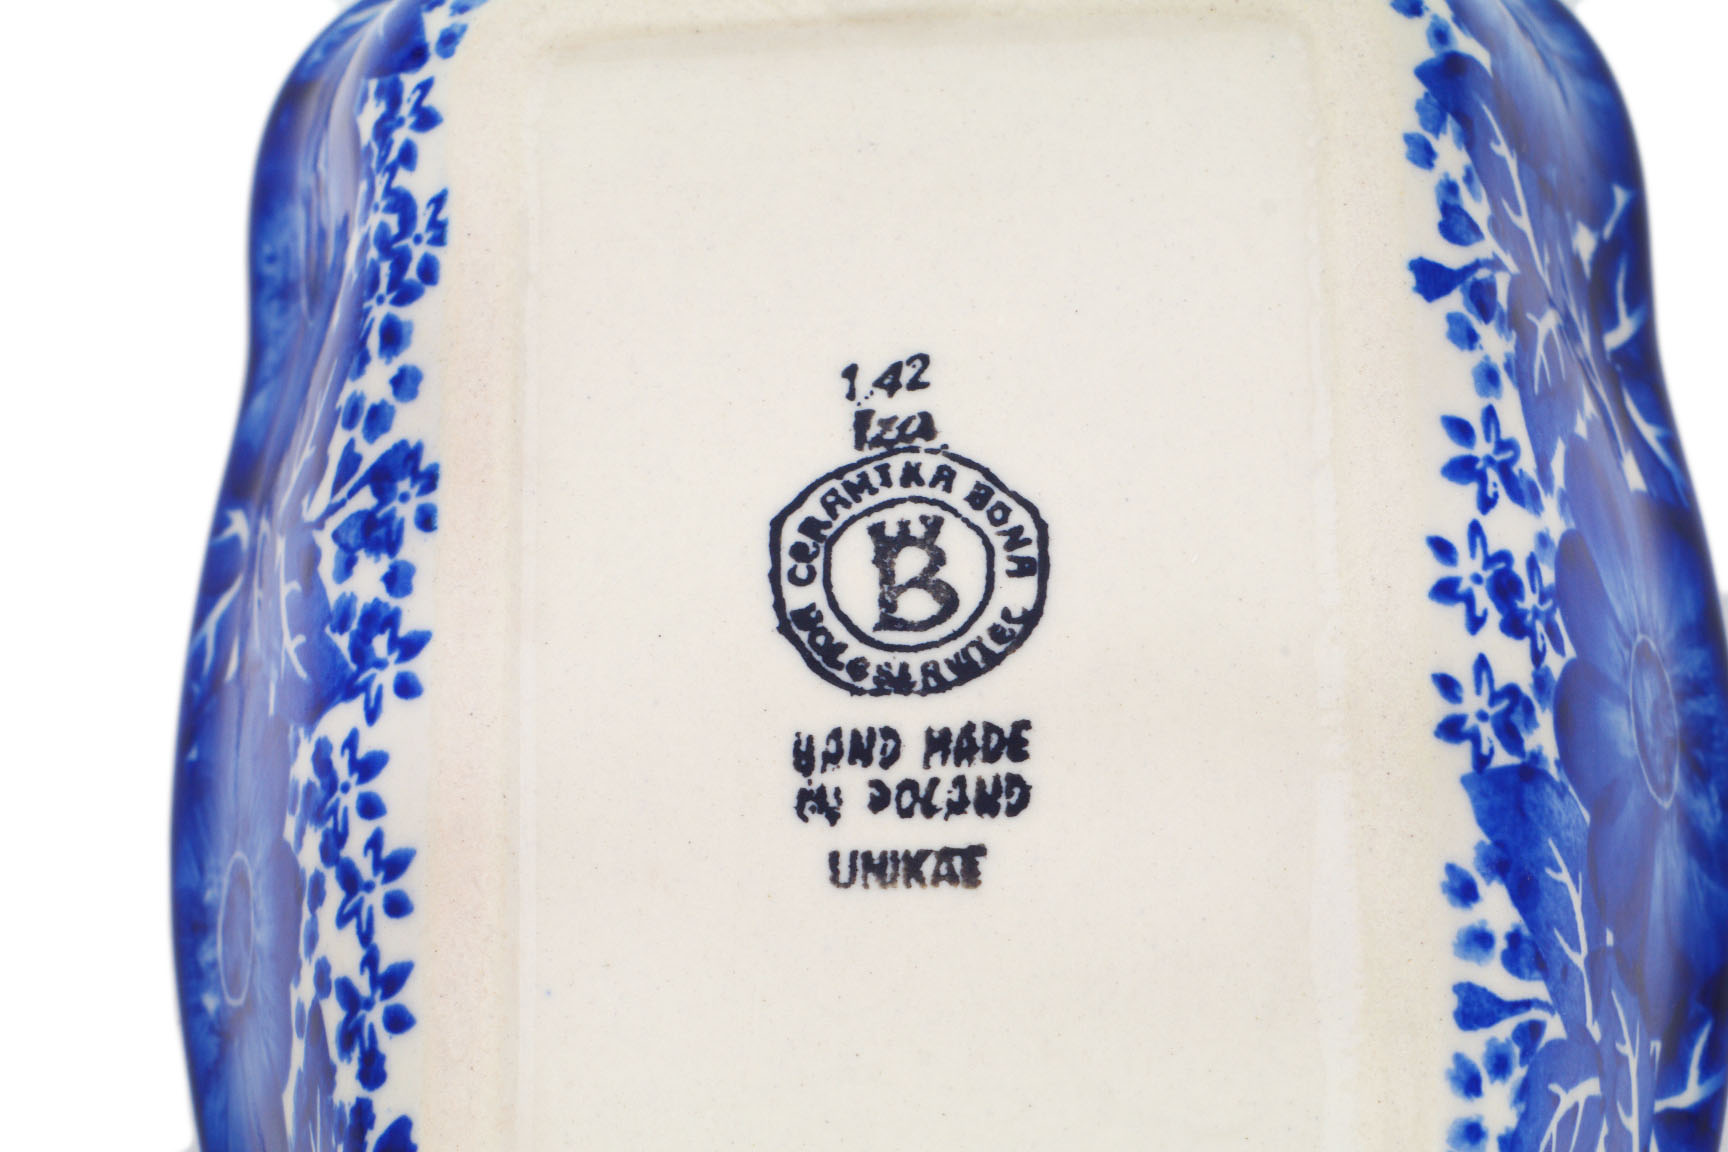 1.42
Iza
CERAMIKA BONA
BOLESŁAWIEC
B
HAND MADE
IN POLAND
UNIKAT